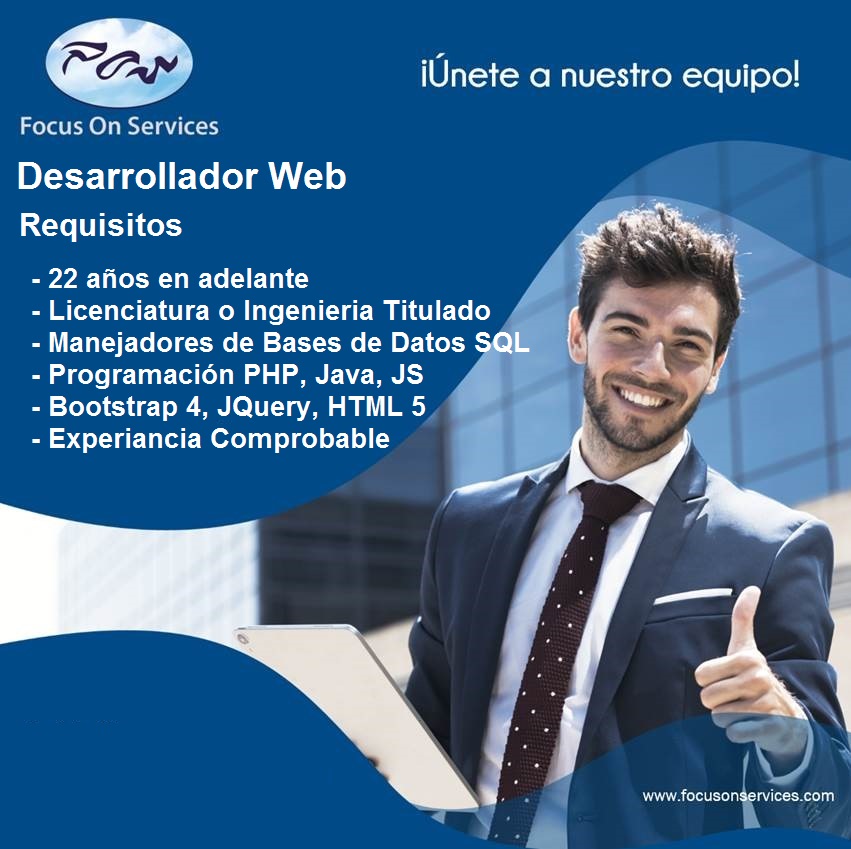 Focus On Services
¡Únete a nuestro equipo!
Desarrollador Web
Requisitos
- 22 años en adelante
- Licenciatura o Ingenieria Titulado
- Manejadores de Bases de Datos SQL
- Programación PHP, Java, JS
- Bootstrap 4, JQuery, HTML 5
- Experiancia Comprobable
www.focusonservices.com